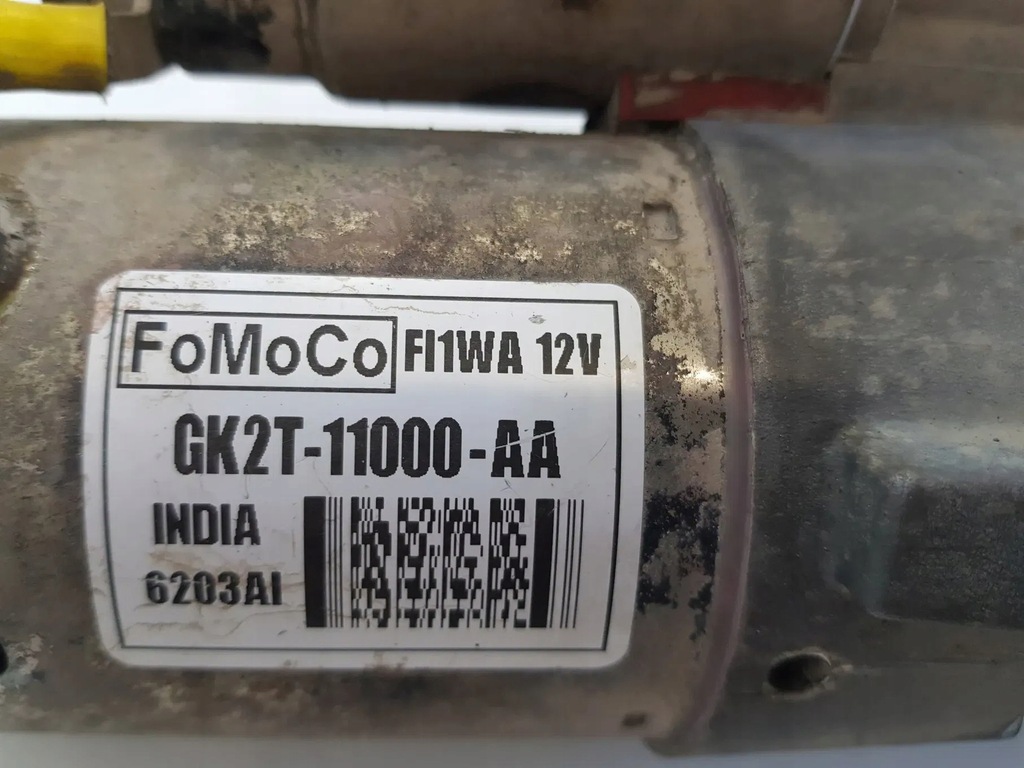 FoMoCo FI1WA 12V
GK2T-11000-AA
INDIA
6203AI